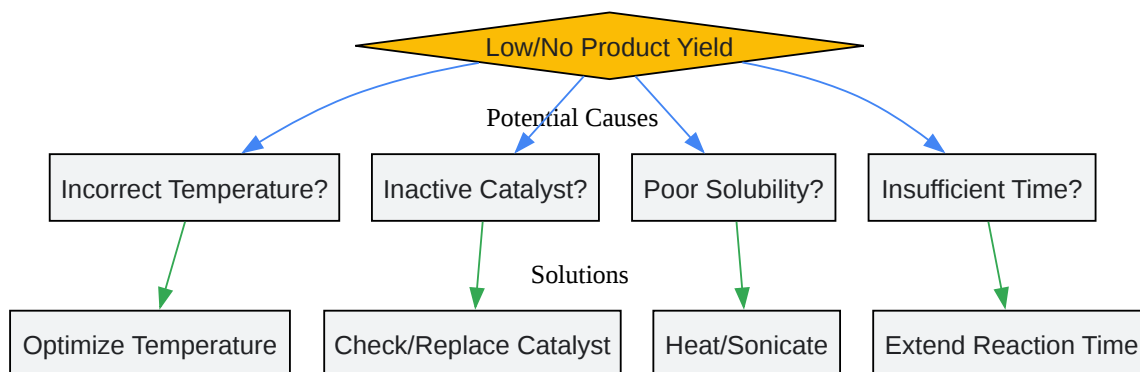 Low/No Product Yield
Potential Causes
Incorrect Temperature?
Inactive Catalyst?
Poor Solubility?
Insufficient Time?
Solutions
Optimize Temperature
Check/Replace Catalyst
Heat/Sonicate
Extend Reaction Time